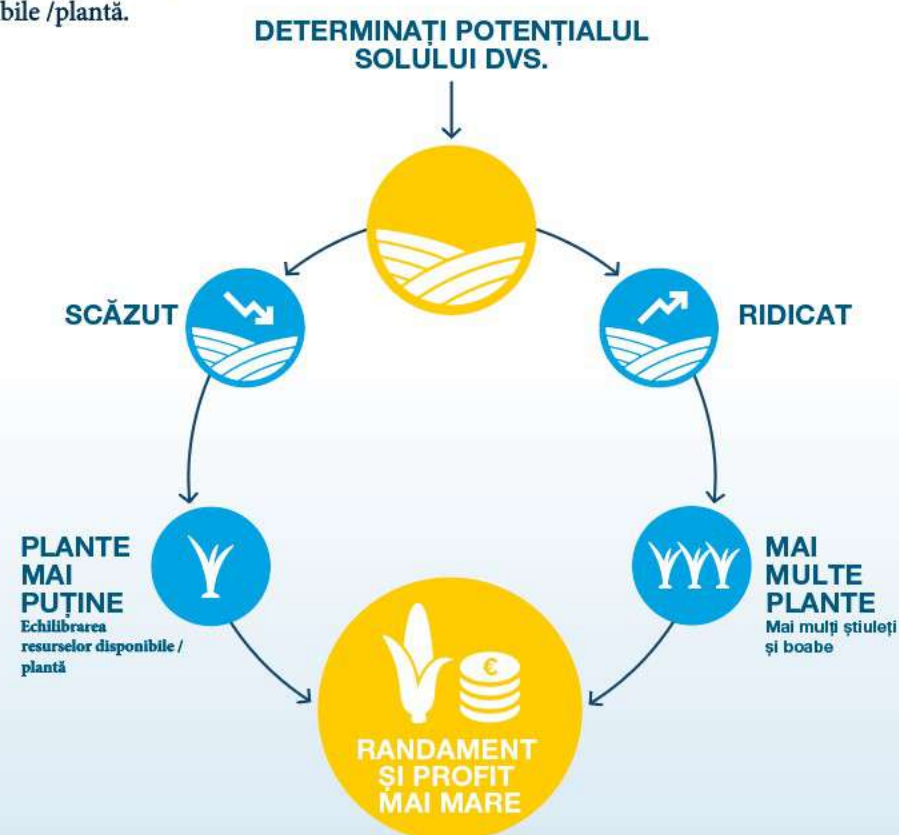 bile /plantă.
DETERMINAȚI POTENȚIALUL
SOLULUI DVS.
SCĂZUT
RIDICAT
PLANTE
MAI
PUȚINE
Echilibrarea
resurselor disponibile /
plantă
MAI
MULTE
PLANTE
Mai mulți știuleți
și boabe
€
RANDAMENT
ȘI PROFIT
MAI MARE